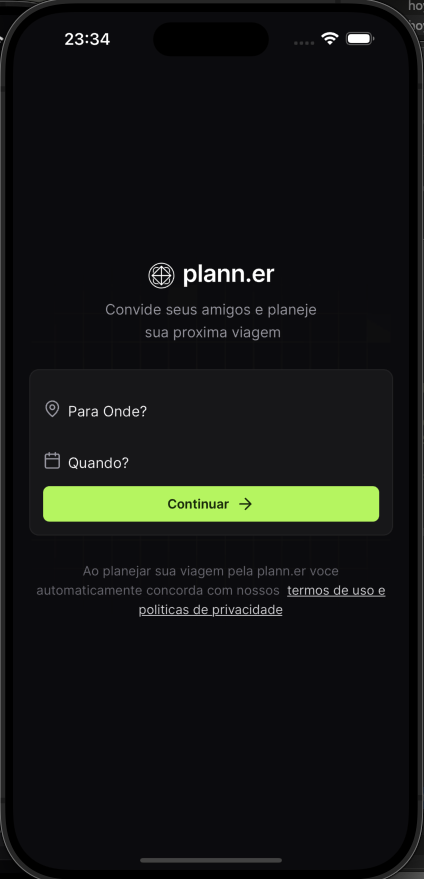 23:34
plann.er
Convide seus amigos e planeje
sua proxima viagem
Para Onde?
Quando?
Continuar
Ao planejar sua viagem pela plann.er voce
automaticamente concorda com nossos termos de uso e
politicas de privacidade